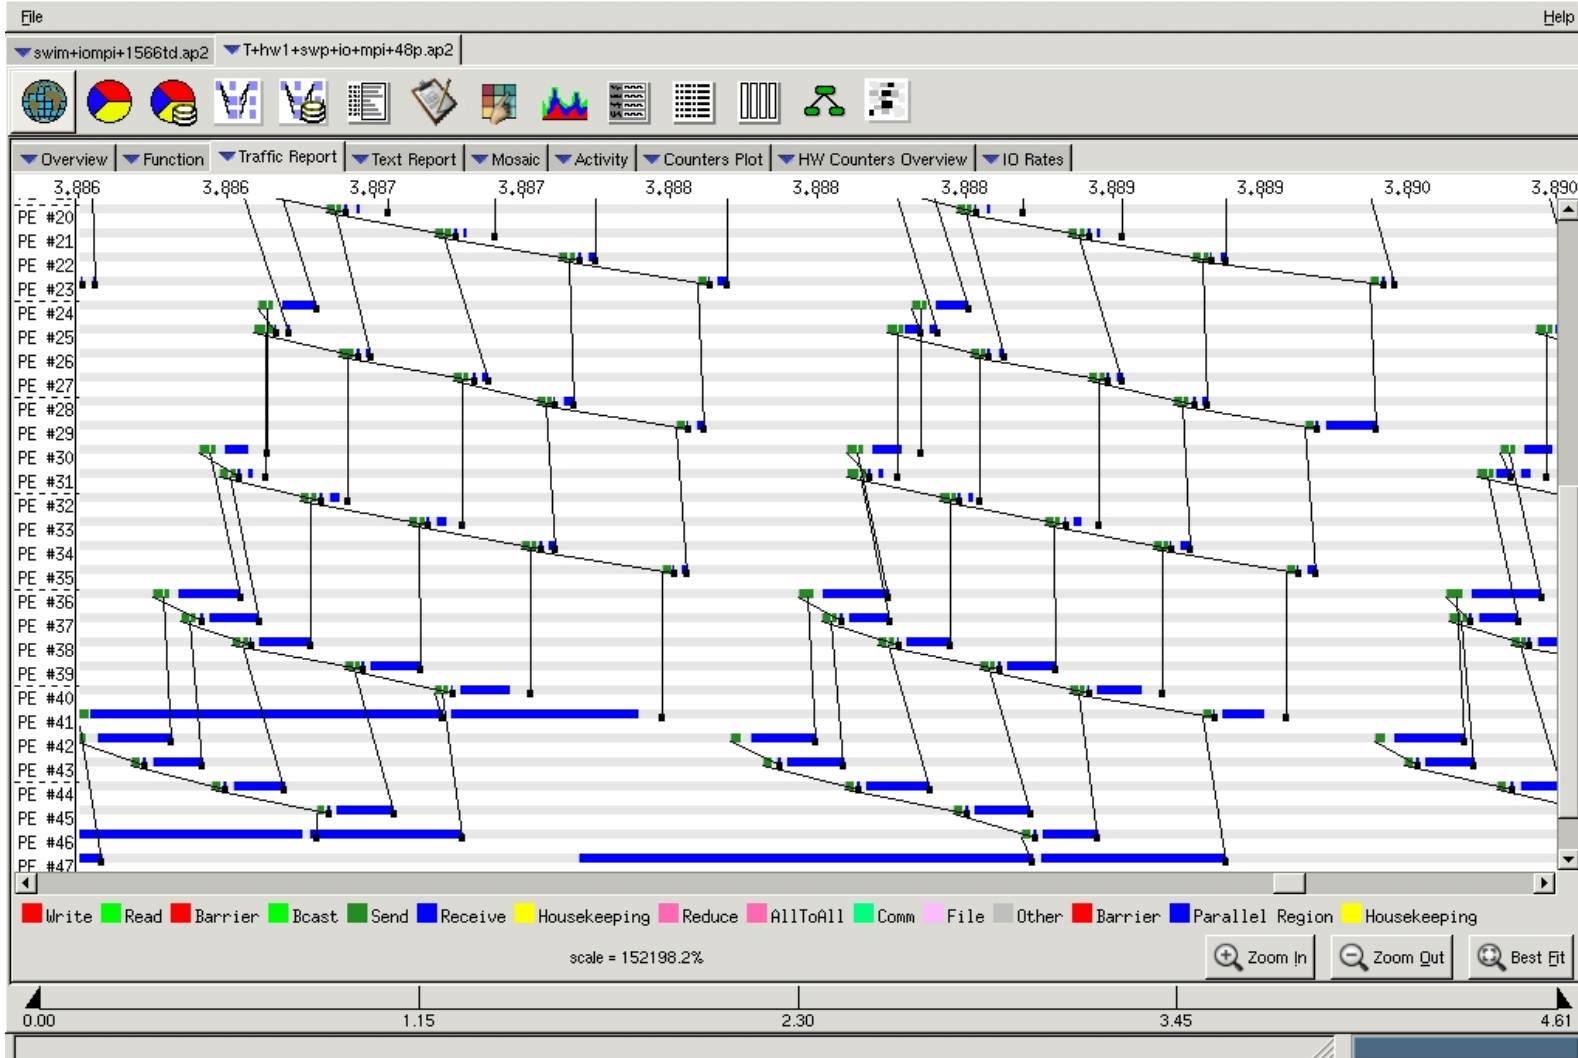 File Help
swim+iompi+1566td.ap2 T+hw1+swp+io+mpi+48p.ap2
Overview Function Traffic Report Text Report Mosaic Activity Counters Plot HW Counters Overview IO Rates
3.886 3.886 3.887 3.887 3.888 3.888 3.888 3.889 3.889 3.890 3.890
PE #20
PE #21
PE #22
PE #23
PE #24
PE #25
PE #26
PE #27
PE #28
PE #29
PE #30
PE #31
PE #32
PE #33
PE #34
PE #35
PE #36
PE #37
PE #38
PE #39
PE #40
PE #41
PE #42
PE #43
PE #44
PE #45
PE #46
PE #47
Write Read Barrier Bcast Send Receive Housekeeping Reduce AllToAll Comm File Other Barrier Parallel Region Housekeeping
scale = 152198.2% Zoom In Zoom Out Best Fit
0.00 1.15 2.30 3.45 4.61